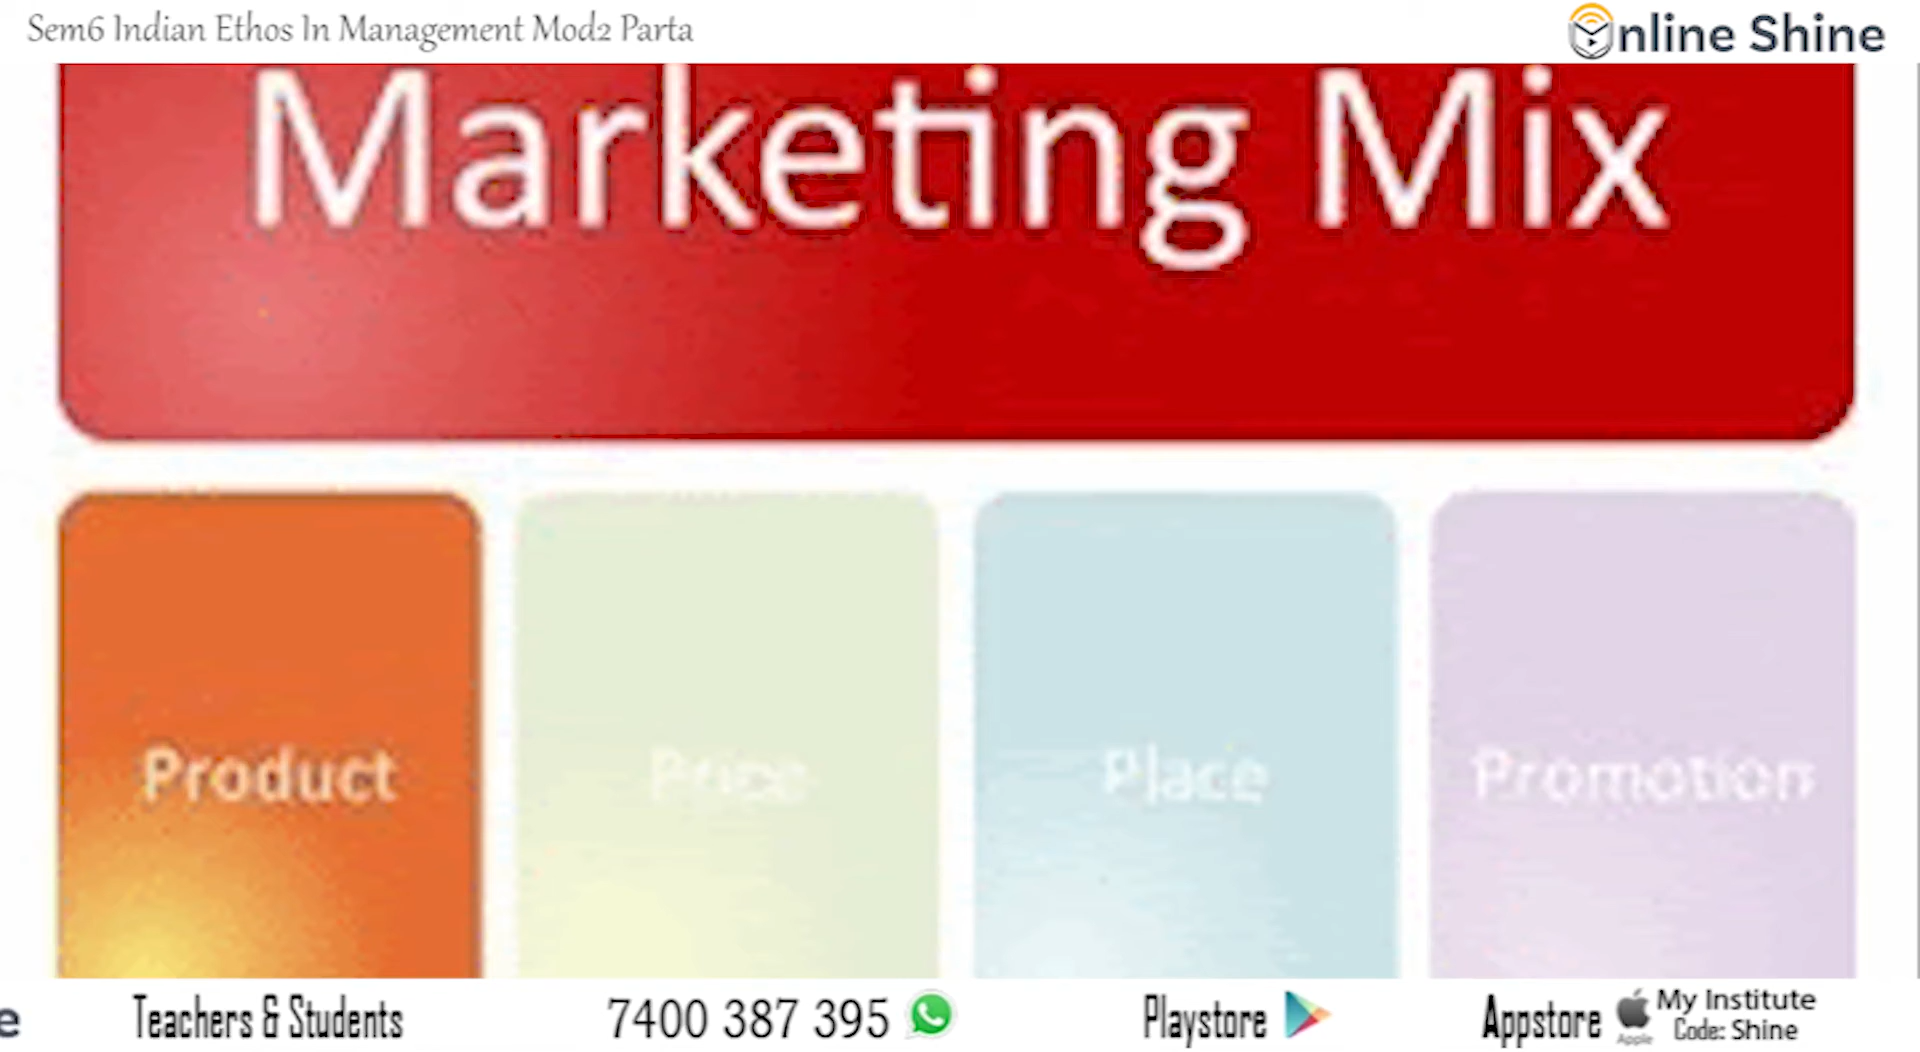 Sem6 Indian Ethos In Management Mod2 Parta
Online Shine
Marketing Mix
Product
Price
Place
Promotion
e
Teachers & Students
7400 387 395
Playstore
Appstore
Apple
My Institute
Code: Shine